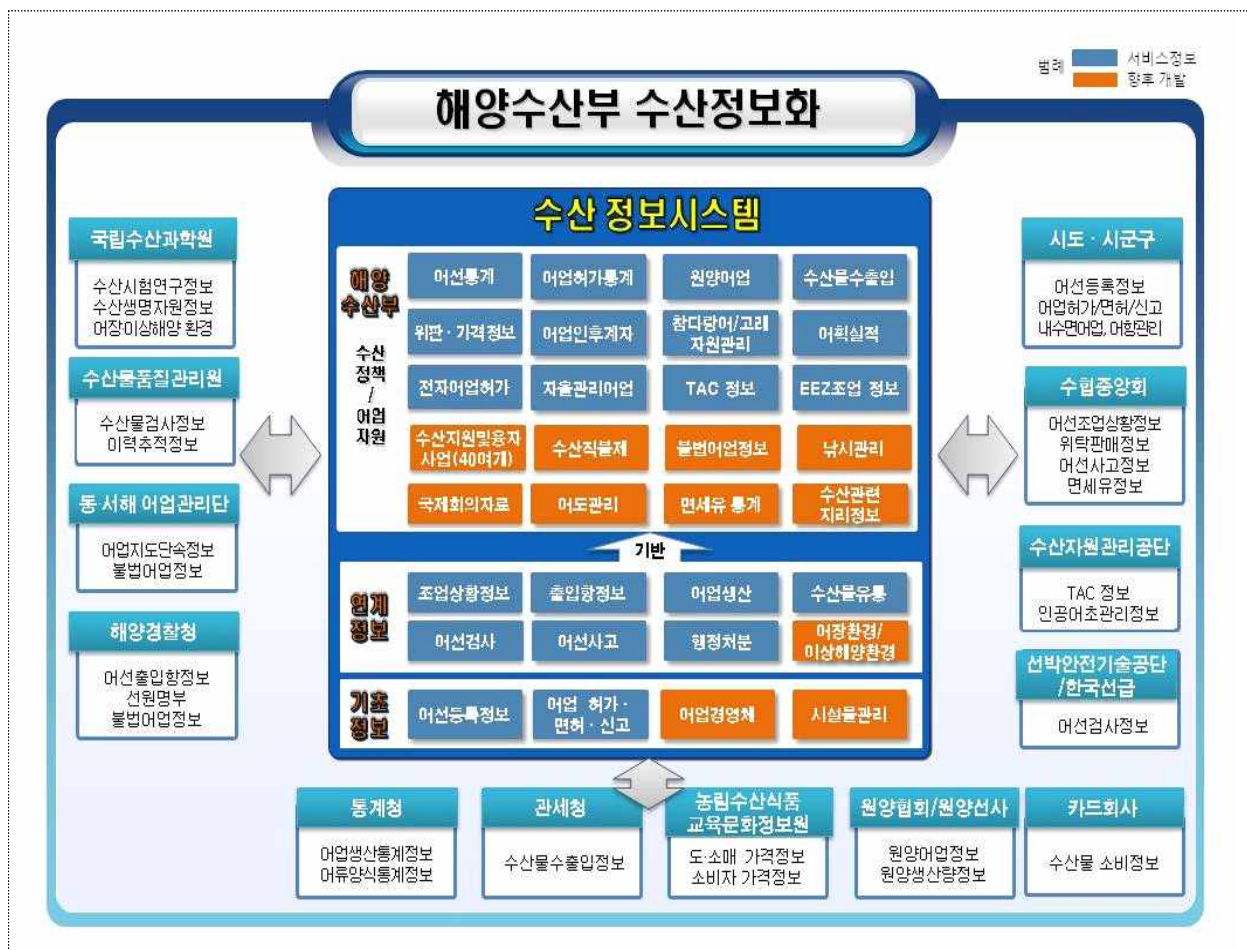 범례
서비스정보
향후 개발
해양수산부 수산정보화
수산 정보시스템
국립수산과학원
수산시험연구정보
수산생명자원정보
어장이상해양 환경
수산물품질관리원
수산물검사정보
이력추적정보
동·서해 어업관리단
어업지도단속정보
불법어업정보
해양경찰청
어선출입항정보
선원명부
불법어업정보
해양
수산부
수산
정책
/
어업
자원
어선통계
어업허가통계
원양어업
수산물수출입
위판·가격정보
어업인후계자
참다랑어/고래
자원관리
어획실적
전자어업허가
자율관리어업
TAC 정보
EEZ조업 정보
수산지원및융자
사업(40여개)
수산직불제
불법어업정보
낚시관리
국제회의자료
어도관리
면세유 통계
수산관련
지리정보
기반
연계
정보
조업상황정보
출입항정보
어업생산
수산물유통
어선검사
어선사고
행정처분
어장환경/
이상해양환경
기초
정보
어선등록정보
어업 허가·
면허·신고
어업경영체
시설물관리
시도·시군구
어선등록정보
어업허가/면허/신고
내수면어업, 어항관리
수협중앙회
어선조업상황정보
위탁판매정보
어선사고정보
면세유정보
수산자원관리공단
TAC 정보
인공어초관리정보
선박안전기술공단
/한국선급
어선검사정보
통계청
어업생산통계정보
어류양식통계정보
관세청
수산물수출입정보
농림수산식품
교육문화정보원
도·소매 가격정보
소비자 가격정보
원양협회/원양선사
원양어업정보
원양생산량정보
카드회사
수산물 소비정보